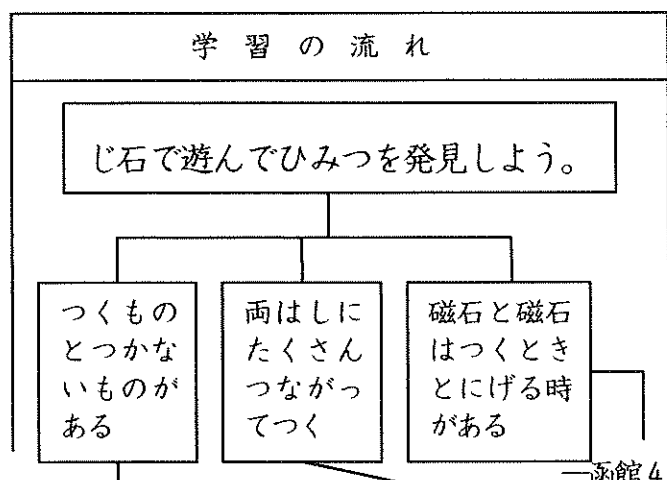 学習の流れ
じ石で遊んでひみつを発見しよう。
つくもの
とつかな
いものが
ある
両はしに
たくさん
つながっ
てつく
磁石と磁石
はつくとき
とにげる時
がある
—函館4